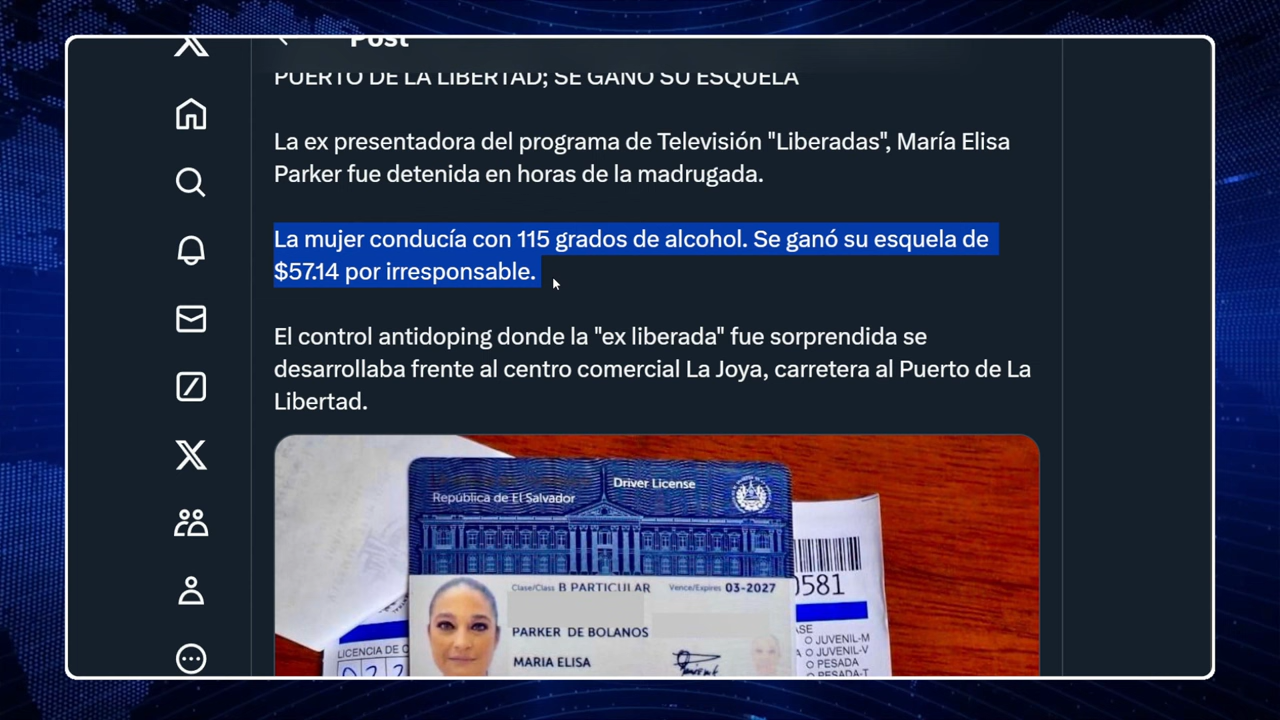 Post
PUERTO DE LA LIBERTAD; SE GANÓ SU ESQUELA
La ex presentadora del programa de Televisión "Liberadas", María Elisa
Parker fue detenida en horas de la madrugada.
La mujer conducía con 115 grados de alcohol. Se ganó su esquela de
$57.14 por irresponsable.
El control antidoping donde la "ex liberada" fue sorprendida se
desarrollaba frente al centro comercial La Joya, carretera al Puerto de La
Libertad.
Driver License
República de El Salvador
Clase/Class B PARTICULAR Vence/Expires 03-2027
PARKER DE BOLANOS
MARIA ELISA
0581
JUVENIL-M
JUVENIL-V
PESADA
PESADA-T
LICENCIA DE